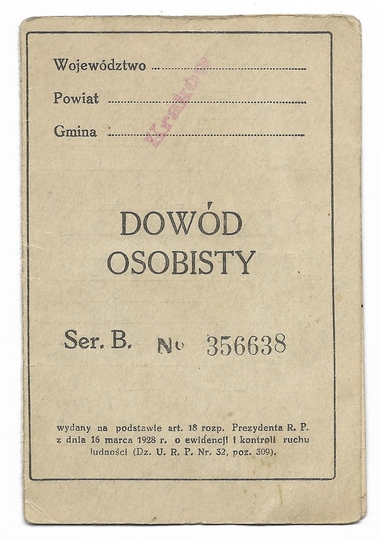 Województwo
Powiat
Gmina
Kraków
DOWÓD
OSOBISTY
Ser. B. No 356638
wydany na podstawie art. 18 rozp. Prezydenta R. P.
z dnia 16 marca 1928 r. o ewidencji i kontroli ruchu
ludności (Dz. U. R. P. Nr. 32, poz. 309).